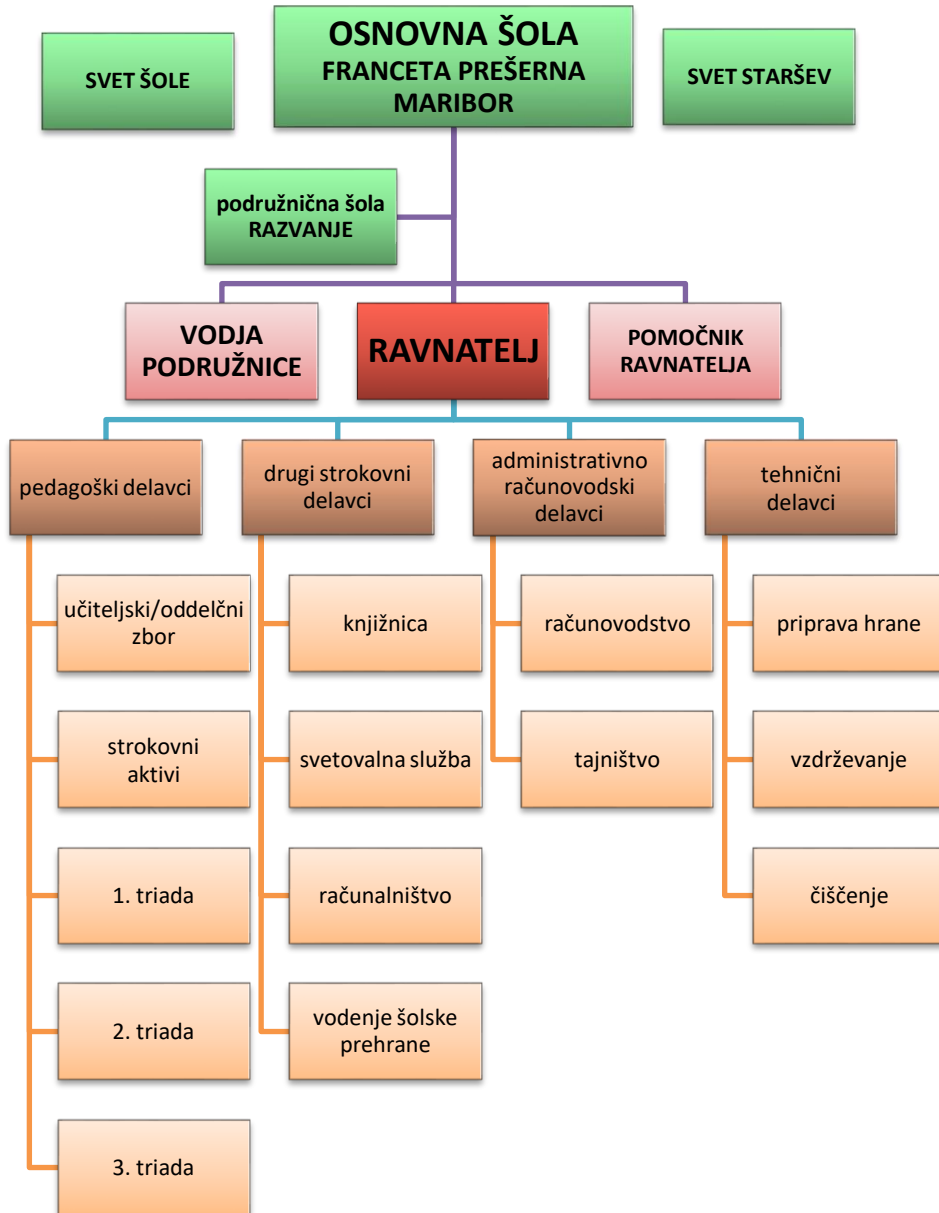 OSNOVNA ŠOLA
FRANCETA PREŠERNA
MARIBOR
SVET ŠOLE
SVET STARŠEV
podružnična šola
RAZVANJE
VODJA
PODRUŽNICE
RAVNATELJ
POMOČNIK
RAVNATELJA
pedagoški delavci
drugi strokovni
delavci
administrativno
računovodski
delavci
tehnični
delavci
učiteljski/oddelčni
zbor
knjižnica
računovodstvo
priprava hrane
strokovni
aktivi
svetovalna služba
tajništvo
vzdrževanje
1. triada
računalništvo
čiščenje
2. triada
vodenje šolske
prehrane
3. triada